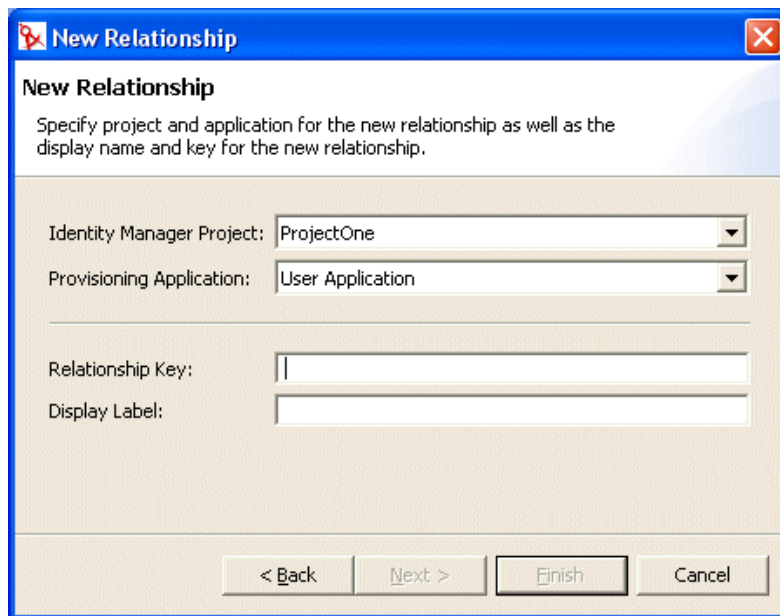 New Relationship
New Relationship
Specify project and application for the new relationship as well as the
display name and key for the new relationship.
Identity Manager Project: ProjectOne
Provisioning Application: User Application
Relationship Key:
Display Label:
< Back Next > Finish Cancel